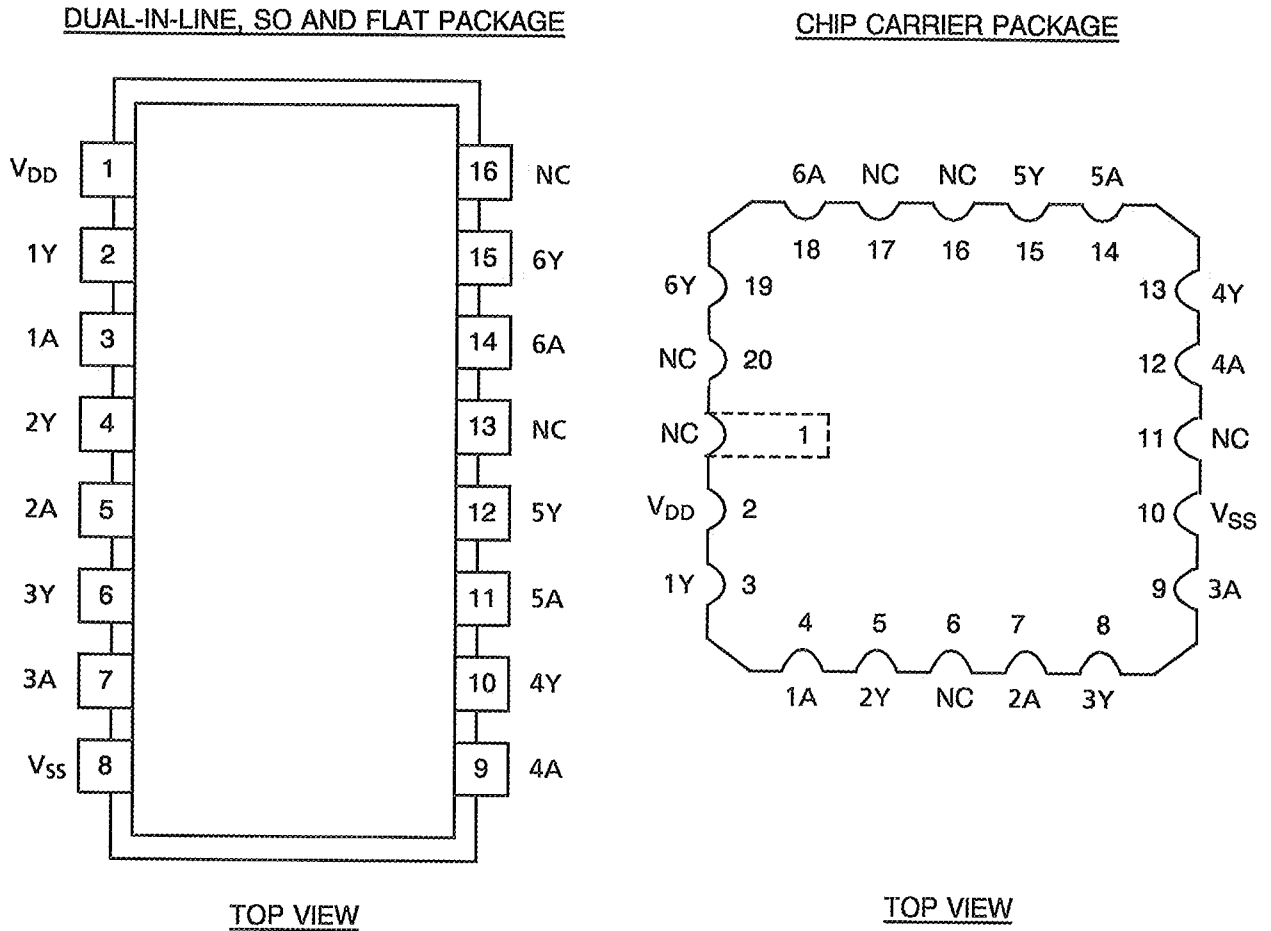 DUAL-IN-LINE, SO AND FLAT PACKAGE
VDD 1 16 NC
1Y 2 15 6Y
1A 3 14 6A
2Y 4 13 NC
2A 5 12 5Y
3Y 6 11 5A
3A 7 10 4Y
VSS 8 9 4A
TOP VIEW
CHIP CARRIER PACKAGE
6A NC NC 5Y 5A
18 17 16 15 14
6Y 19 13 4Y
NC 20 12 4A
NC 1 11 NC
VDD 2 10 VSS
1Y 3 9 3A
4 5 6 7 8
1A 2Y NC 2A 3Y
TOP VIEW